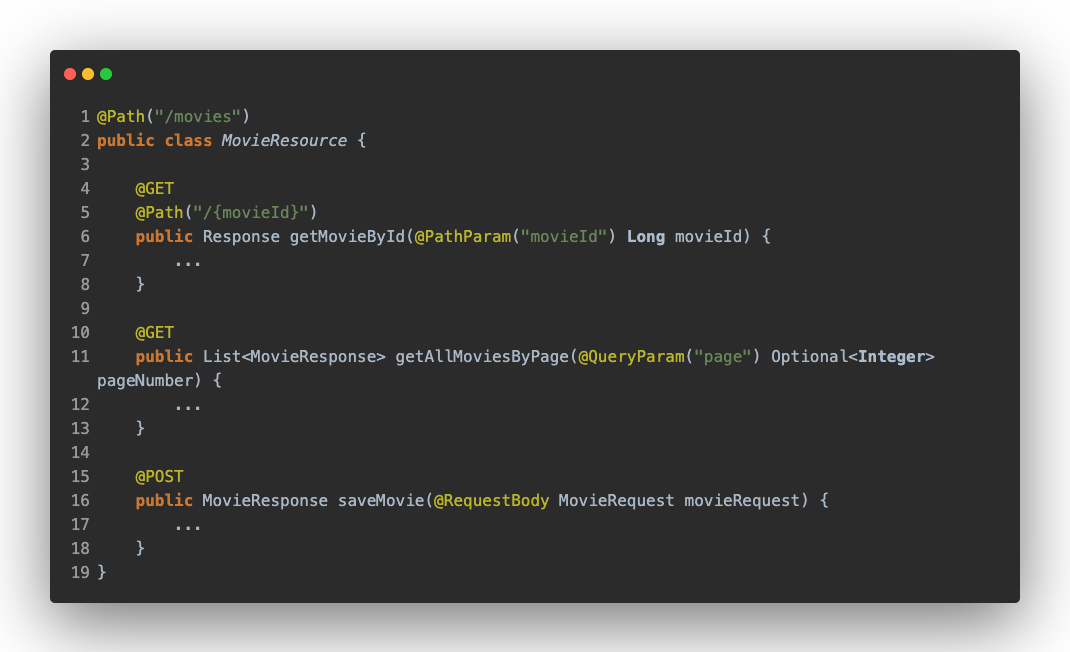 1 @Path("/movies")
2 public class MovieResource {
3
4     @GET
5     @Path("/{movieId}")
6     public Response getMovieById(@PathParam("movieId") Long movieId) {
7         ...
8     }
9
10     @GET
11     public List<MovieResponse> getAllMoviesByPage(@QueryParam("page") Optional<Integer>
pageNumber) {
12         ...
13     }
14
15     @POST
16     public MovieResponse saveMovie(@RequestBody MovieRequest movieRequest) {
17         ...
18     }
19 }